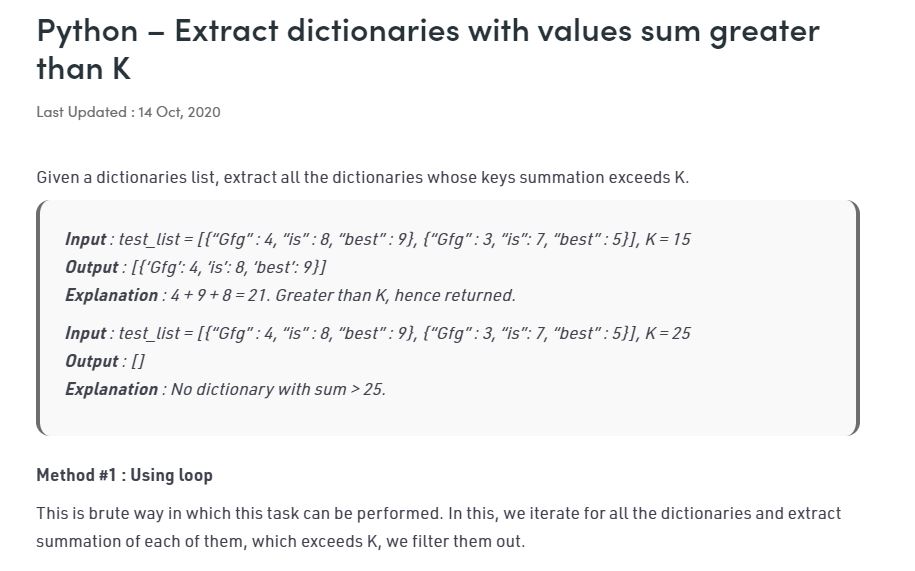 Python – Extract dictionaries with values sum greater
than K
Last Updated : 14 Oct, 2020
Given a dictionaries list, extract all the dictionaries whose keys summation exceeds K.
Input : test_list = [{“Gfg” : 4, “is” : 8, “best” : 9}, {“Gfg” : 3, “is”: 7, “best” : 5}], K = 15
Output : [{‘Gfg’: 4, ‘is’: 8, ‘best’: 9}]
Explanation : 4 + 9 + 8 = 21. Greater than K, hence returned.
Input : test_list = [{“Gfg” : 4, “is” : 8, “best” : 9}, {“Gfg” : 3, “is”: 7, “best” : 5}], K = 25
Output : []
Explanation : No dictionary with sum > 25.
Method #1 : Using loop
This is brute way in which this task can be performed. In this, we iterate for all the dictionaries and extract
summation of each of them, which exceeds K, we filter them out.